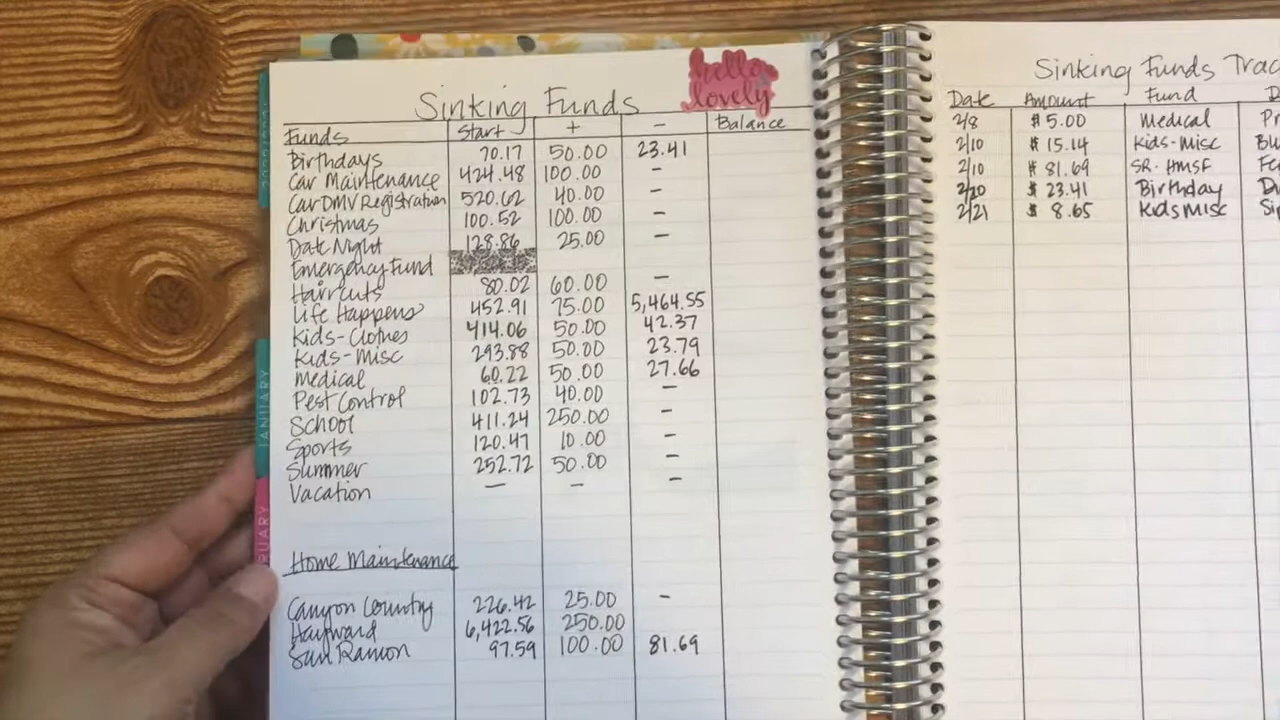 hello lovely
Sinking Funds
Funds Start + - Balance
Birthdays 70.17 50.00 23.41
Car Maintenance 424.48 100.00 -
Car DMV Registration 520.62 40.00 -
Christmas 100.52 100.00 -
Date Night 128.86 25.00 -
Emergency Fund
Haircuts 80.02 60.00 -
Life Happens 452.91 75.00 5,464.55
Kids-Clothes 414.06 50.00 42.37
Kids-Misc 293.88 50.00 23.79
Medical 60.22 50.00 27.66
Pest Control 102.73 40.00 -
School 411.24 250.00 -
Sports 120.47 10.00 -
Summer 252.72 50.00 -
Vacation - - -
Home Maintenance
Canyon Country 226.42 25.00 -
Hayward 6,422.56 250.00
San Ramon 97.59 100.00 81.69
JANUARY
RUARY
Sinking Funds Trac
Date Amount Fund D
2/8 $ 5.00 Medical Pr
2/10 $ 15.14 Kids-Misc
2/10 $ 81.69 SR. HMSF Fe
2/20 $ 23.41 Birthday
2/21 $ 8.65 Kids Misc Si